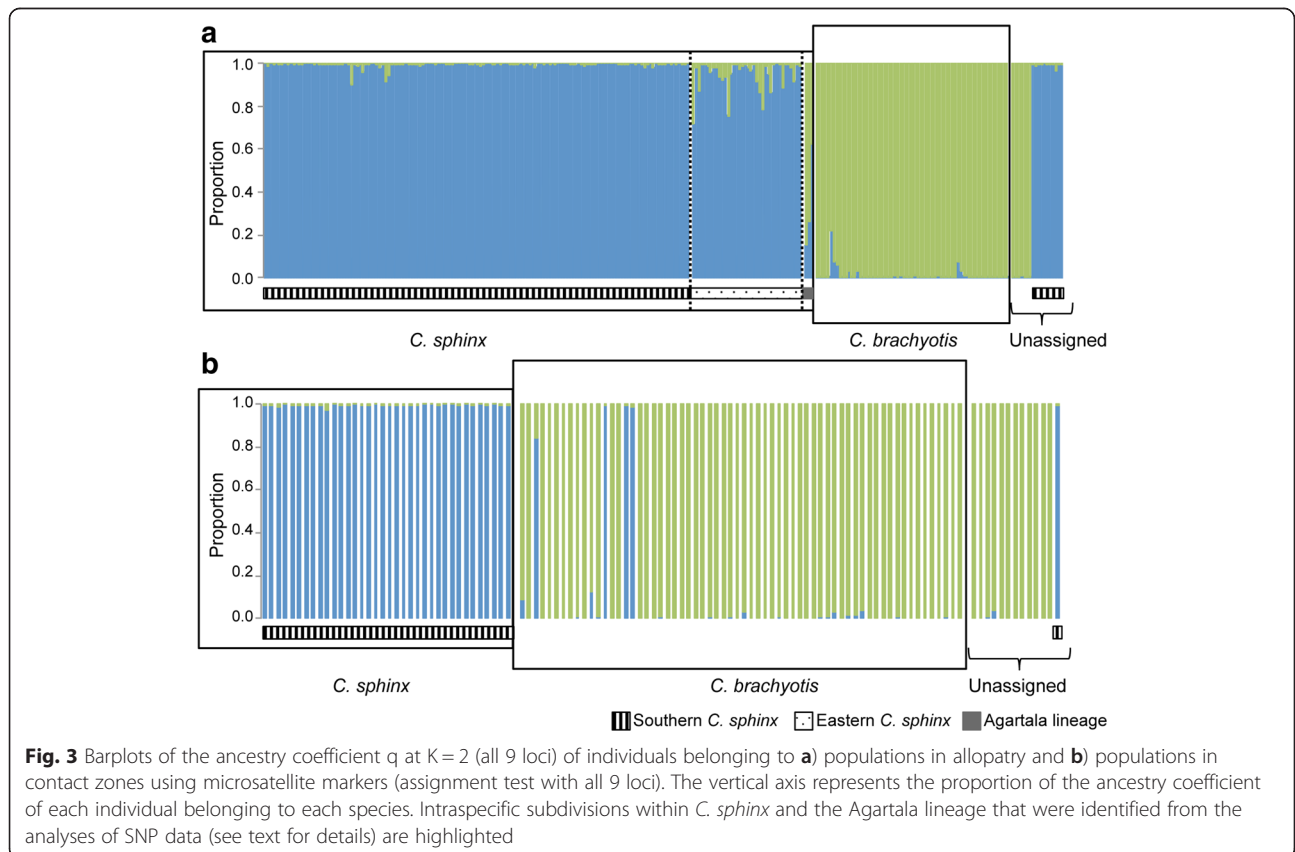 a
1.0
0.8
0.6
0.4
0.2
0.0
Proportion
C. sphinx
C. brachyotis
Unassigned
b
1.0
0.8
0.6
0.4
0.2
0.0
Proportion
C. sphinx
C. brachyotis
Unassigned
Southern C. sphinx Eastern C. sphinx Agartala lineage
Fig. 3 Barplots of the ancestry coefficient q at K = 2 (all 9 loci) of individuals belonging to a) populations in allopatry and b) populations in
contact zones using microsatellite markers (assignment test with all 9 loci). The vertical axis represents the proportion of the ancestry coefficient
of each individual belonging to each species. Intraspecific subdivisions within C. sphinx and the Agartala lineage that were identified from the
analyses of SNP data (see text for details) are highlighted